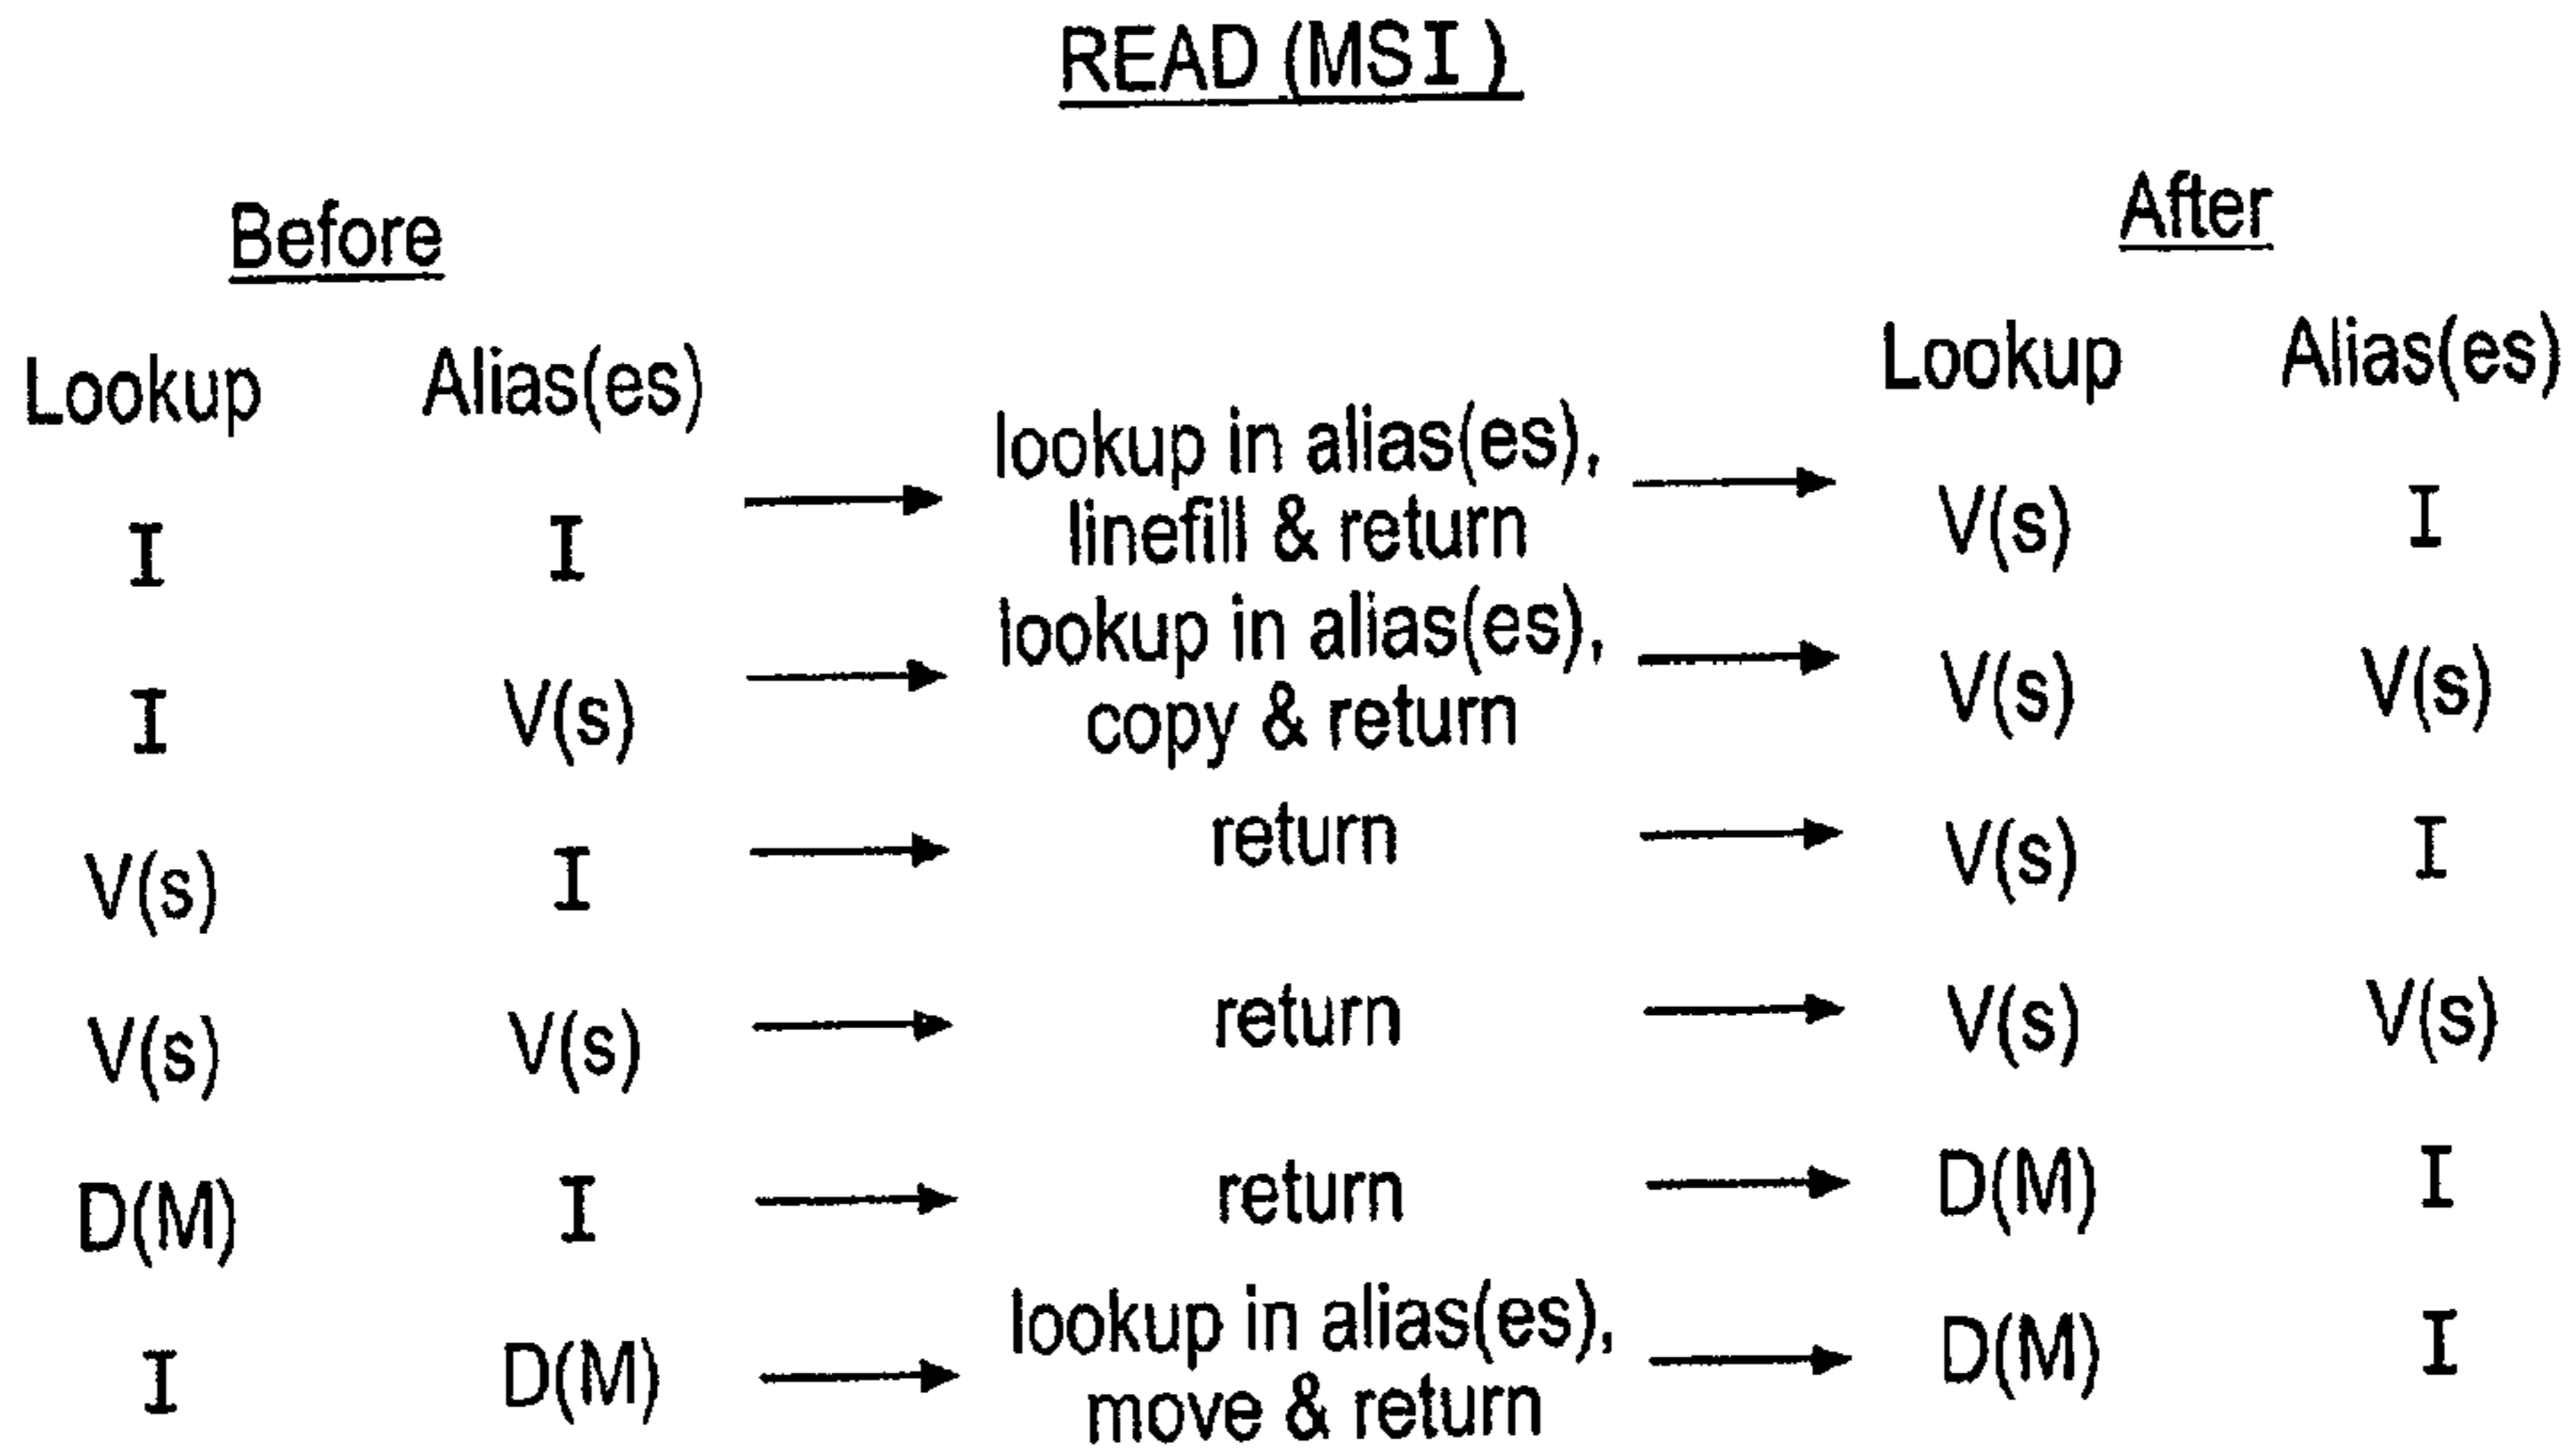 READ (MSI)
Before After
Lookup Alias(es) Lookup Alias(es)
I I lookup in alias(es), linefill & return V(s) I
I V(s) lookup in alias(es), copy & return V(s) V(s)
V(s) I return V(s) I
V(s) V(s) return V(s) V(s)
D(M) I return D(M) I
I D(M) lookup in alias(es), move & return D(M) I